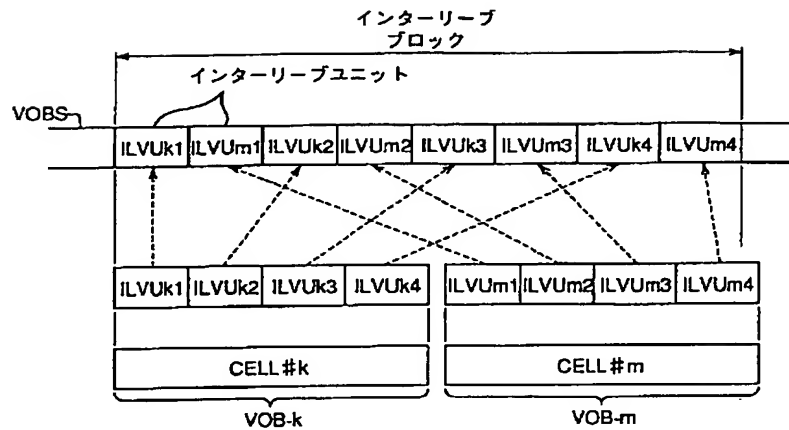 インターリーブ
ブロック
インターリーブユニット
VOBS
ILVUk1 ILVUm1 ILVUk2 ILVUm2 ILVUk3 ILVUm3 ILVUk4 ILVUm4
ILVUk1 ILVUk2 ILVUk3 ILVUk4 ILVUm1 ILVUm2 ILVUm3 ILVUm4
CELL#k CELL#m
VOB-k VOB-m